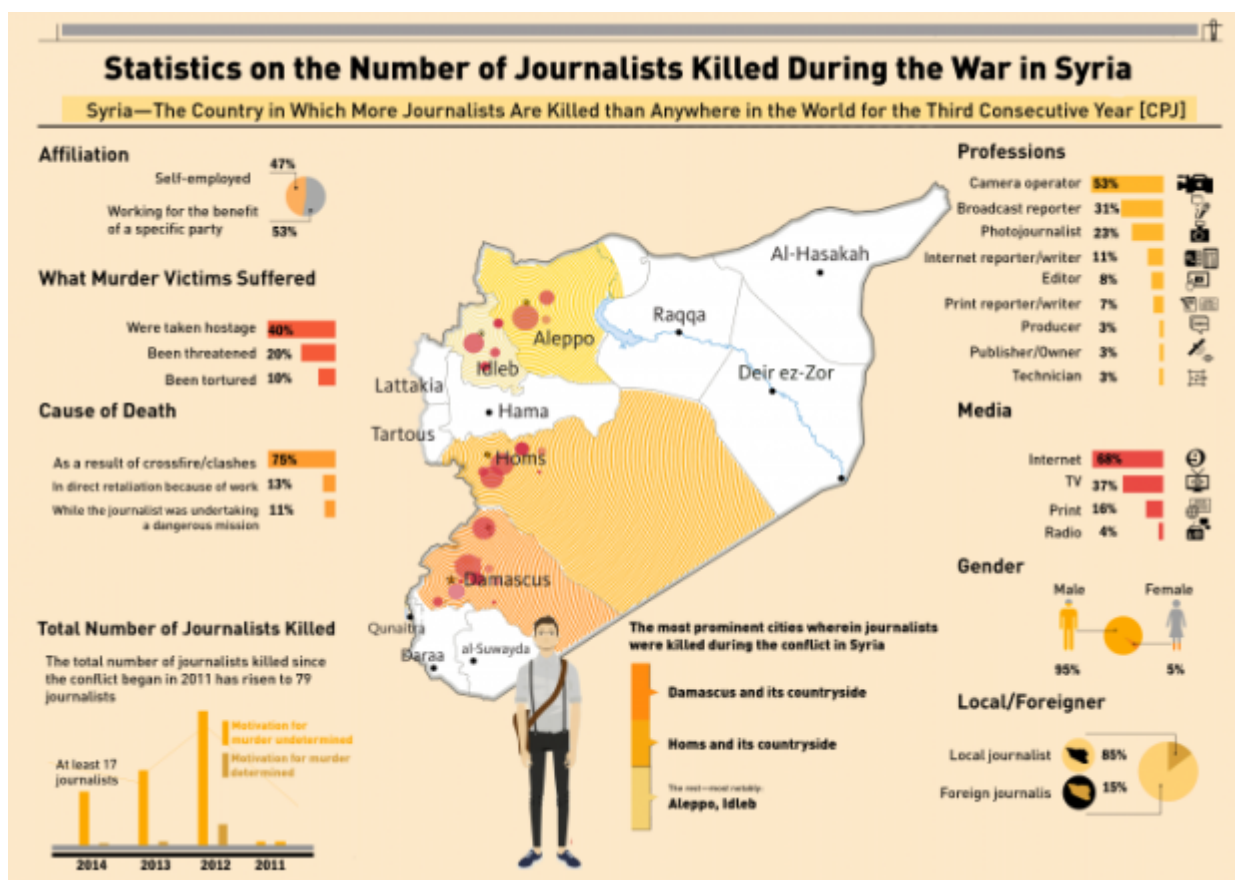 Statistics on the Number of Journalists Killed During the War in Syria
Syria—The Country in Which More Journalists Are Killed than Anywhere in the World for the Third Consecutive Year [CPJ]
Affiliation
47%
Self-employed
Working for the benefit
of a specific party
53%
What Murder Victims Suffered
Were taken hostage 40%
Been threatened 20%
Been tortured 10%
Cause of Death
As a result of crossfire/clashes 75%
In direct retaliation because of work 13%
While the journalist was undertaking 11%
a dangerous mission
Total Number of Journalists Killed
The total number of journalists killed since
the conflict began in 2011 has risen to 79
journalists
Motivation for
murder undetermined
Motivation for murder
determined
At least 17
journalists
2014 2013 2012 2011
Al-Hasakah
Raqqa
Aleppo
Idleb
Deir ez-Zor
Lattakia
Hama
Tartous
Homs
Damascus
Qunaitra
Daraa
al-Suwayda
The most prominent cities wherein journalists
were killed during the conflict in Syria
Damascus and its countryside
Homs and its countryside
The rest—most notably:
Aleppo, Idleb
Professions
Camera operator 53%
Broadcast reporter 31%
Photojournalist 23%
Internet reporter/writer 11%
Editor 8%
Print reporter/writer 7%
Producer 3%
Publisher/Owner 3%
Technician 3%
Media
Internet 68%
TV 37%
Print 16%
Radio 4%
Gender
Male Female
95% 5%
Local/Foreigner
Local journalist 85%
Foreign journalis 15%